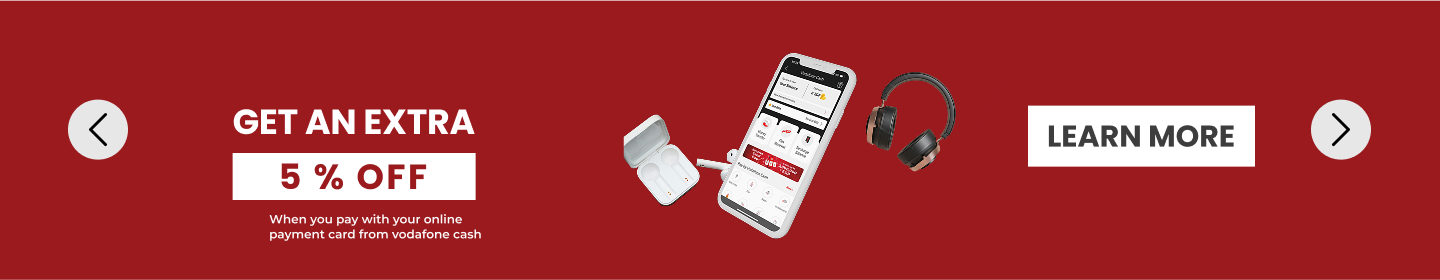 GET AN EXTRA
5 % OFF
When you pay with your online
payment card from vodafone cash
LEARN MORE